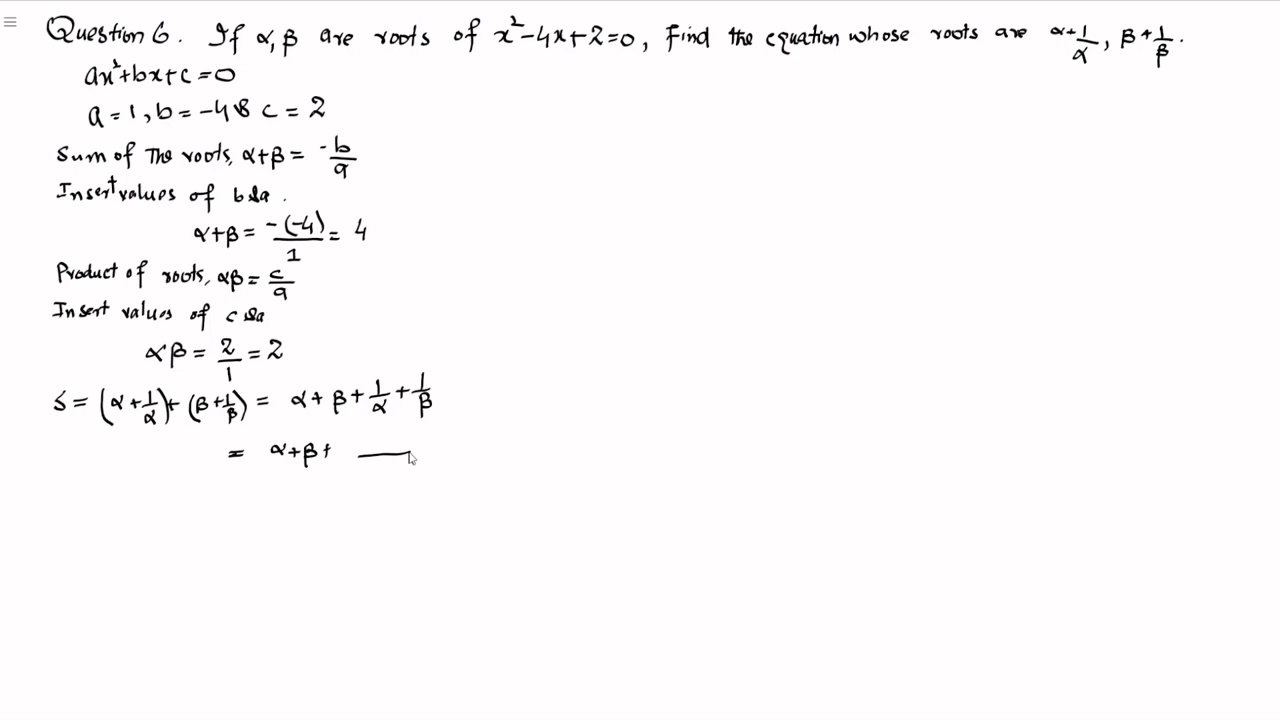 Question 6. If α, β are roots of x²-4x+2=0, Find the equation whose roots are α+1/α, β+1/β.
ax²+bx+c=0
a=1, b=-4 & c=2
Sum of The roots, α+β = -b/a
Insert values of b & a.
α+β = -(-4)/1 = 4
Product of roots, αβ = c/a
Insert values of c & a
αβ = 2/1 = 2
S = (α+1/α)+(β+1/β) = α+β+1/α+1/β
= α+β+